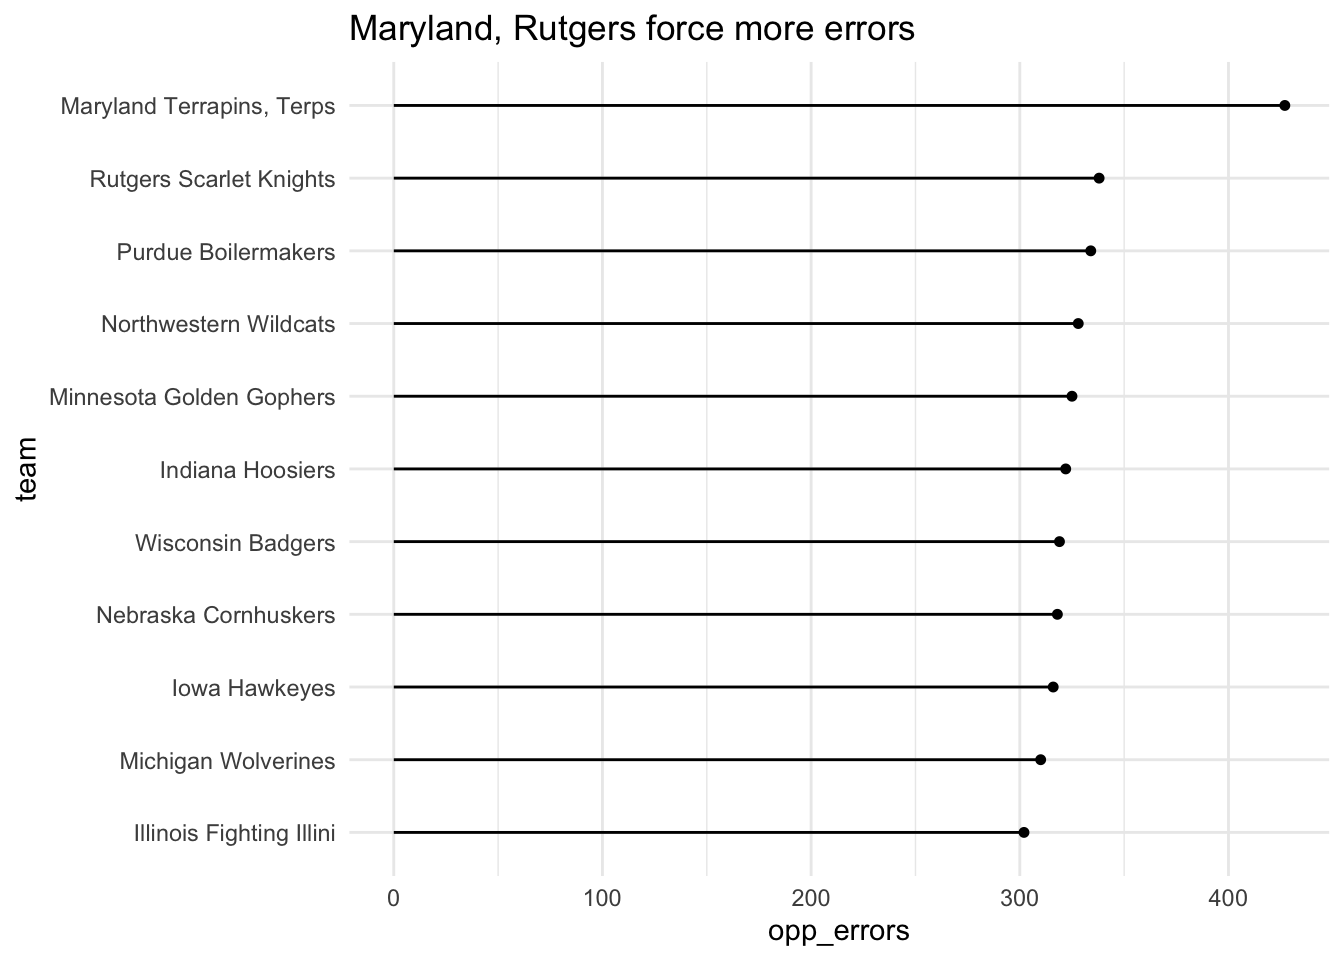 Maryland, Rutgers force more errors
team
Maryland Terrapins, Terps
Rutgers Scarlet Knights
Purdue Boilermakers
Northwestern Wildcats
Minnesota Golden Gophers
Indiana Hoosiers
Wisconsin Badgers
Nebraska Cornhuskers
Iowa Hawkeyes
Michigan Wolverines
Illinois Fighting Illini
0 100 200 300 400
opp_errors